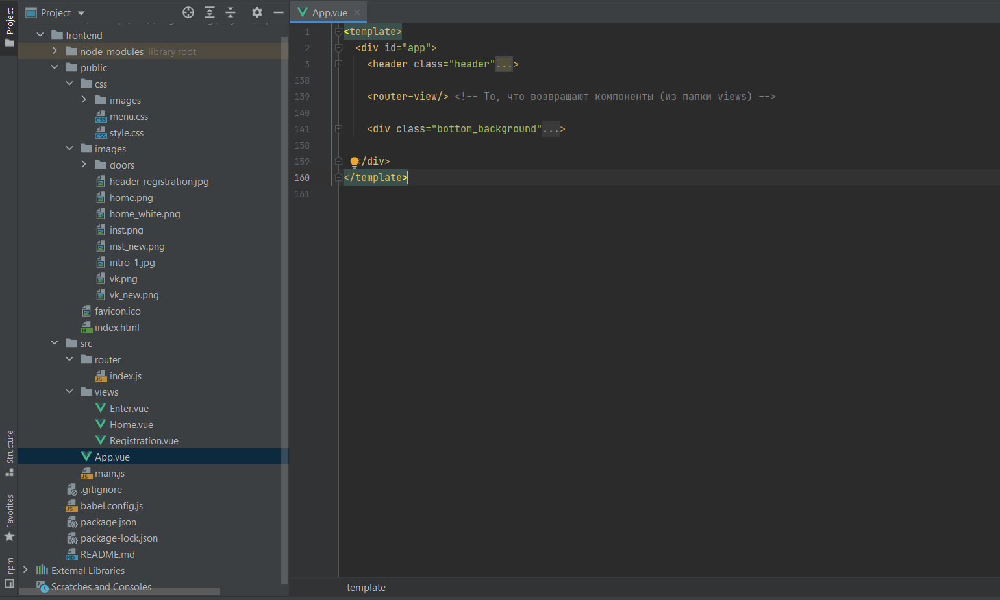 Project
Structure
Favorites
npm
Project
frontend
node_modules library root
public
css
images
menu.css
style.css
images
doors
header_registration.jpg
home.png
home_white.png
inst.png
inst_new.png
intro_1.jpg
vk.png
vk_new.png
favicon.ico
index.html
src
router
index.js
views
Enter.vue
Home.vue
Registration.vue
App.vue
main.js
.gitignore
babel.config.js
package.json
package-lock.json
README.md
External Libraries
Scratches and Consoles
App.vue
1 <template>
2 <div id="app">
3 <header class="header"...>
138
139 <router-view/> <!-- То, что возвращают компоненты (из папки views) -->
140
141 <div class="bottom_background"...>
158
159 </div>
160 </template>
161
template